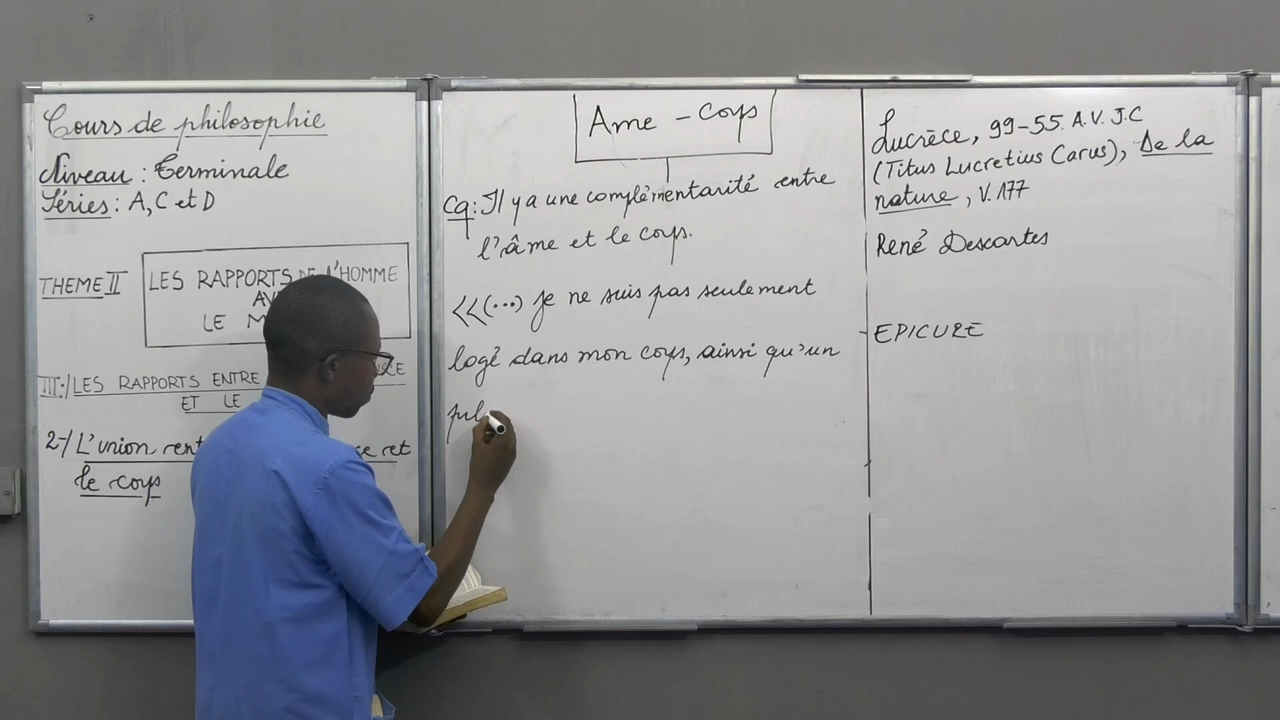 Cours de philosophie
Niveau : Terminale
Séries : A, C et D
THEME II
LES RAPPORTS DE L'HOMME
LE
III:/ LES RAPPORTS ENTRE
ET LE
2-/ L'union
le corps
Ame - Corps
Cq: Il y a une complémentarité entre
l'âme et le corps.
<<(...) je ne suis pas seulement
logé dans mon corps, ainsi qu'un
pil
Lucrèce, 99-55. A.V. J.C
(Titus Lucretius Carus), De la
nature, V. 177
René Descartes
EPICURE